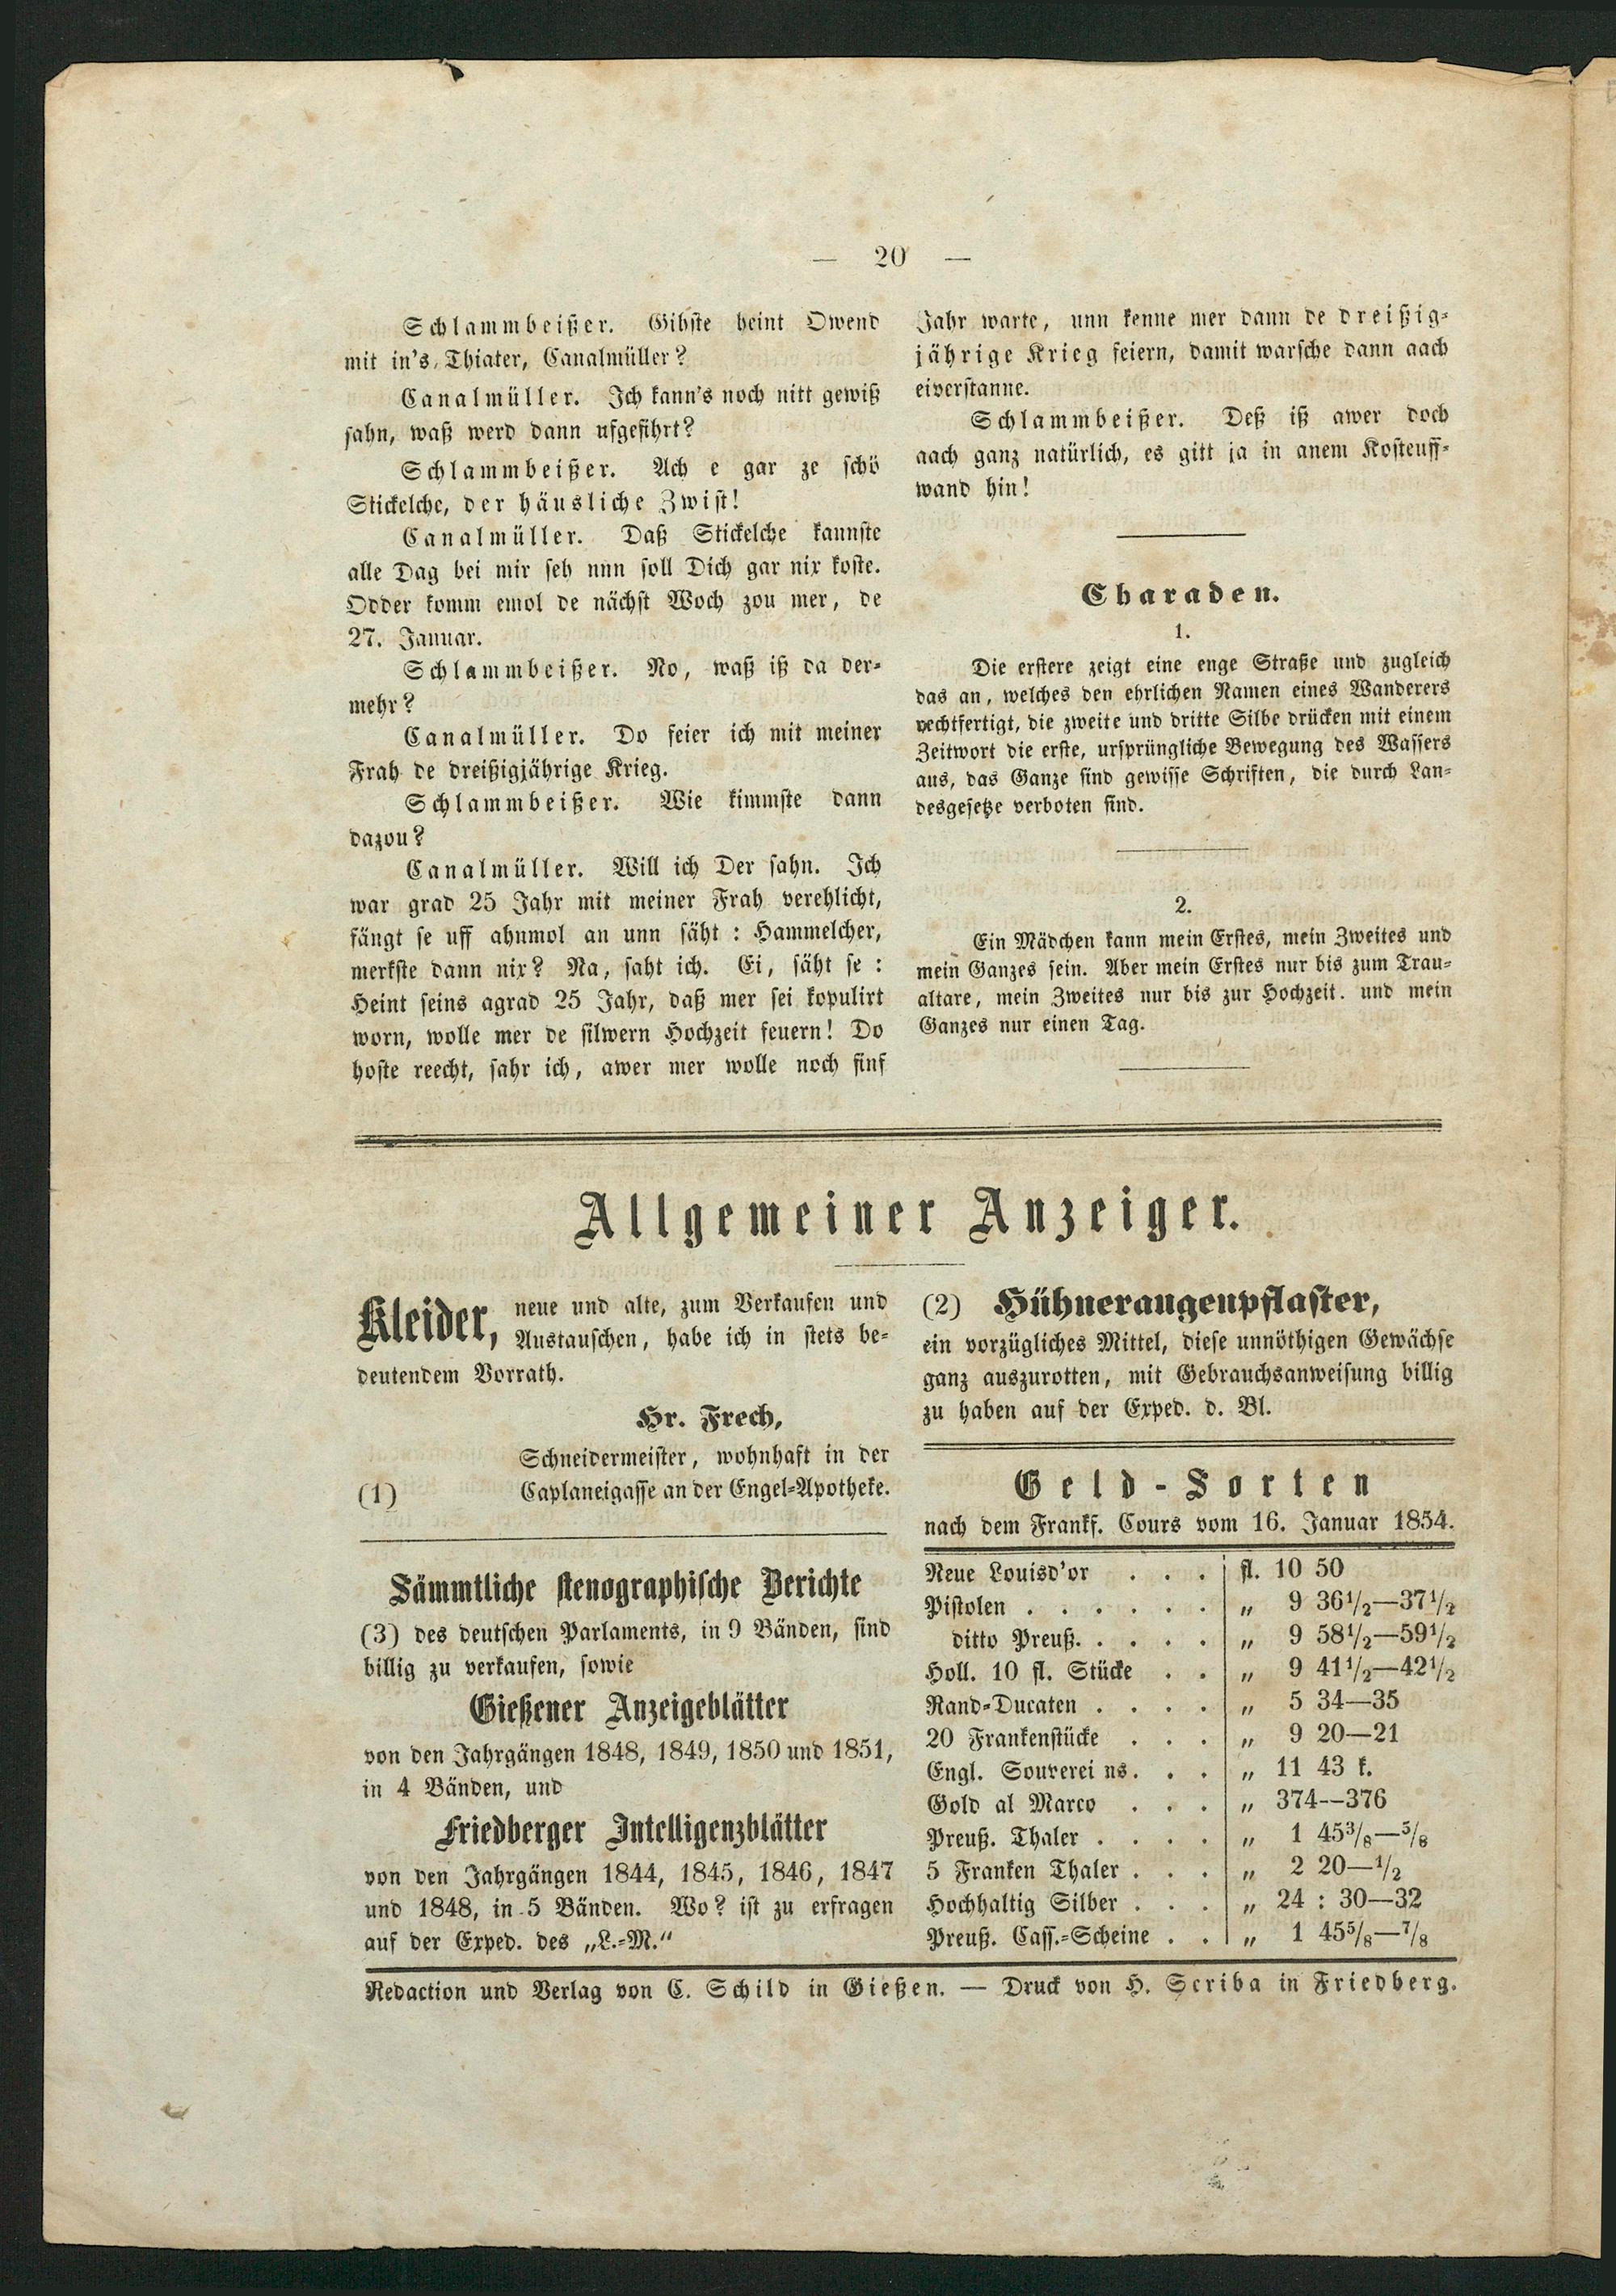 — 20 —
Schlammbeißer. Gibste heint Owend
mit in's Thiater, Canalmüller?
Canalmüller. Ich kann's noch nitt gewiß
sahn, waß werd dann ufgeführt?
Schlammbeißer. Ach e gar ze schö
Stickelche, der häusliche Zwist!
Canalmüller. Daß Stickelche kannste
alle Dag bei mir seh unn soll Dich gar nix koste.
Odder komm emol de nächst Woch zou mer, de
27. Januar.
Schlammbeißer. No, waß iß da der-
mehr?
Canalmüller. Do feier ich mit meiner
Frah de dreißigjährige Krieg.
Schlammbeißer. Wie kimmste dann
dazou?
Canalmüller. Will ich Der sahn. Ich
war grad 25 Jahr mit meiner Frah verehlicht,
fängt se uff ahnmol an unn säht : Hammelcher,
merkste dann nix? Na, saht ich. Ei, säht se :
Heint seins agrad 25 Jahr, daß mer sei kopulirt
worn, wolle mer de silwern Hochzeit feuern! Do
hoste reecht, sahr ich, awer mer wolle noch finf
Jahr warte, unn kenne mer dann de dreißig-
jährige Krieg feiern, damit warsche dann aach
eiverstanne.
Schlammbeißer. Deß iß awer doch
aach ganz natürlich, es gitt ja in anem Kostenuff-
wand hin!
Charaden.
1.
Die erstere zeigt eine enge Straße und zugleich
das an, welches den ehrlichen Namen eines Wanderers
rechtfertigt, die zweite und dritte Silbe drücken mit einem
Zeitwort die erste, ursprüngliche Bewegung des Wassers
aus, das Ganze sind gewisse Schriften, die durch Lan-
desgesetze verboten sind.
2.
Ein Mädchen kann mein Erstes, mein Zweites und
mein Ganzes sein. Aber mein Erstes nur bis zum Trau-
altare, mein Zweites nur bis zur Hochzeit. und mein
Ganzes nur einen Tag.
Allgemeiner Anzeiger.
Kleider, neue und alte, zum Verkaufen und
Austauschen, habe ich in stets be-
deutendem Vorrath.
Hr. Frech,
Schneidermeister, wohnhaft in der
(1) Caplaneigasse an der Engel-Apotheke.
Sämmtliche stenographische Berichte
(3) des deutschen Parlaments, in 9 Bänden, sind
billig zu verkaufen, sowie
Gießener Anzeigeblätter
von den Jahrgängen 1848, 1849, 1850 und 1851,
in 4 Bänden, und
Friedberger Intelligenzblätter
von den Jahrgängen 1844, 1845, 1846, 1847
und 1848, in 5 Bänden. Wo? ist zu erfragen
auf der Exped. des „L.-M.“
(2) Hühneraugenpflaster,
ein vorzügliches Mittel, diese unnöthigen Gewächse
ganz auszurotten, mit Gebrauchsanweisung billig
zu haben auf der Exped. d. Bl.
Geld-Sorten
nach dem Frankf. Cours vom 16. Januar 1854.
Neue Louisd'or . . . fl. 10 50
Pistolen . . . . . . „ 9 36½—37½
ditto Preuß. . . . . „ 9 58½—59½
Holl. 10 fl. Stücke . . „ 9 41½—42½
Rand-Ducaten . . . . „ 5 34—35
20 Frankenstücke . . . „ 9 20—21
Engl. Souverei ns. . . „ 11 43 k.
Gold al Marco . . . „ 374--376
Preuß. Thaler . . . . „ 1 45⅜—⅝
5 Franken Thaler . . . „ 2 20—½
Hochhaltig Silber . . . „ 24 : 30—32
Preuß. Cass.-Scheine . . „ 1 45⅝—⅞
Redaction und Verlag von C. Schild in Gießen. — Druck von H. Scriba in Friedberg.